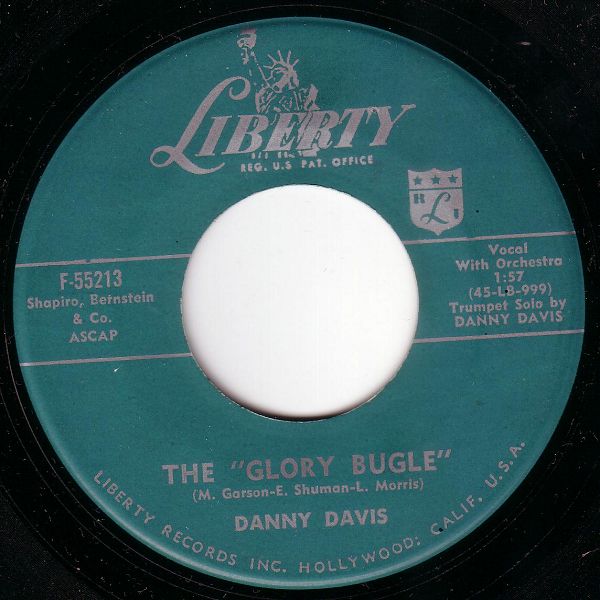 LIBERTY
REG. U.S. PAT. OFFICE
R L I
F-55213
Shapiro, Bernstein
& Co.
ASCAP
Vocal
With Orchestra
1:57
(45-LB-999)
Trumpet Solo by
DANNY DAVIS
THE "GLORY BUGLE"
(M. Garson-E. Shuman-L. Morris)
DANNY DAVIS
LIBERTY RECORDS INC. HOLLYWOOD, CALIF. U.S.A.